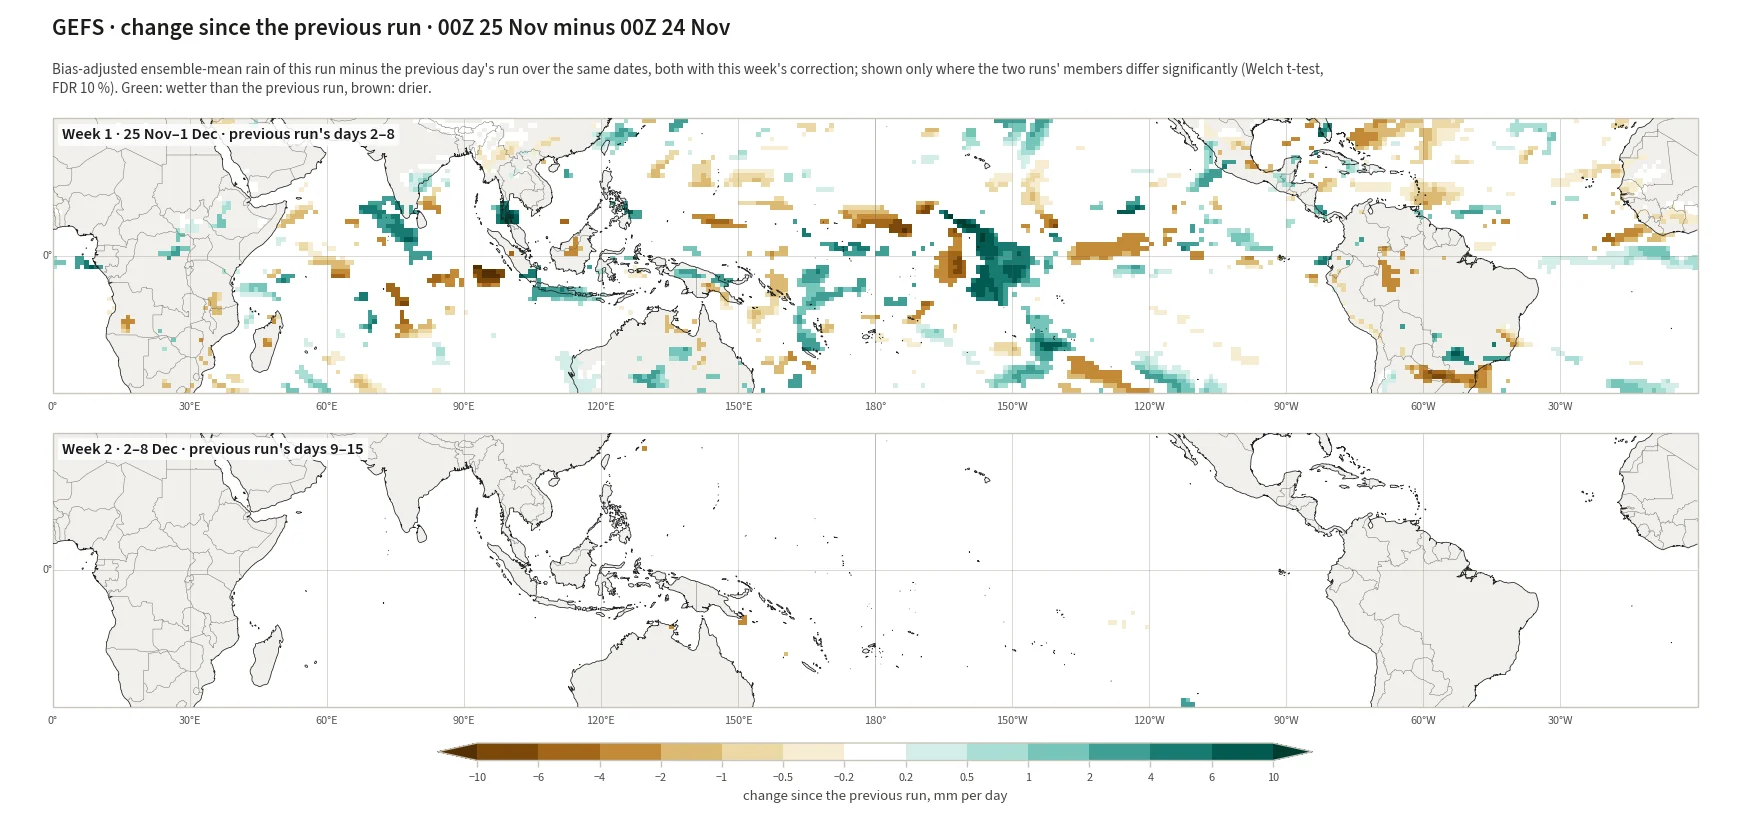 GEFS · change since the previous run · 00Z 25 Nov minus 00Z 24 Nov
Bias-adjusted ensemble-mean rain of this run minus the previous day's run over the same dates, both with this week's correction; shown only where the two runs' members differ significantly (Welch t-test,
FDR 10 %). Green: wetter than the previous run, brown: drier.
Week 1 · 25 Nov–1 Dec · previous run's days 2–8
0°
0° 30°E 60°E 90°E 120°E 150°E 180° 150°W 120°W 90°W 60°W 30°W
Week 2 · 2–8 Dec · previous run's days 9–15
0°
0° 30°E 60°E 90°E 120°E 150°E 180° 150°W 120°W 90°W 60°W 30°W
−10 −6 −4 −2 −1 −0.5 −0.2 0.2 0.5 1 2 4 6 10
change since the previous run, mm per day